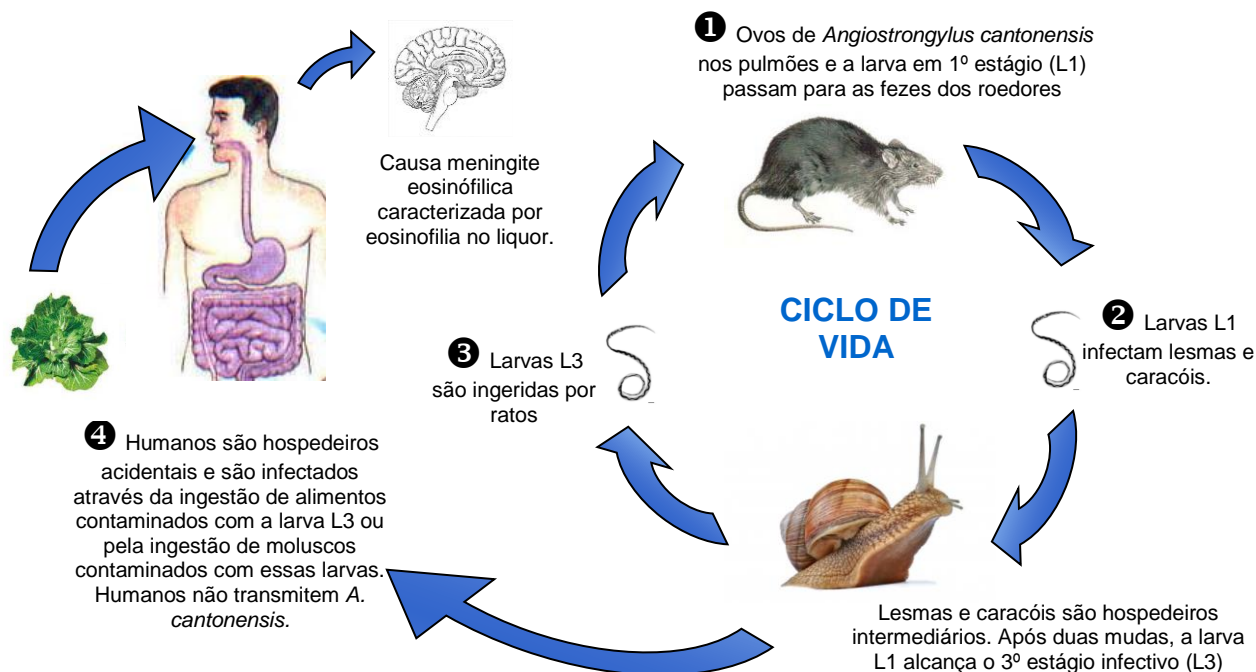 ❶ Ovos de Angiostrongylus cantonensis
nos pulmões e a larva em 1º estágio (L1)
passam para as fezes dos roedores
Causa meningite
eosinófilica
caracterizada por
eosinofilia no liquor.
CICLO DE
VIDA
❷ Larvas L1
infectam lesmas e
caracóis.
❸ Larvas L3
são ingeridas por
ratos
❹ Humanos são hospedeiros
acidentais e são infectados
através da ingestão de alimentos
contaminados com a larva L3 ou
pela ingestão de moluscos
contaminados com essas larvas.
Humanos não transmitem A.
cantonensis.
Lesmas e caracóis são hospedeiros
intermediários. Após duas mudas, a larva
L1 alcança o 3º estágio infectivo (L3)